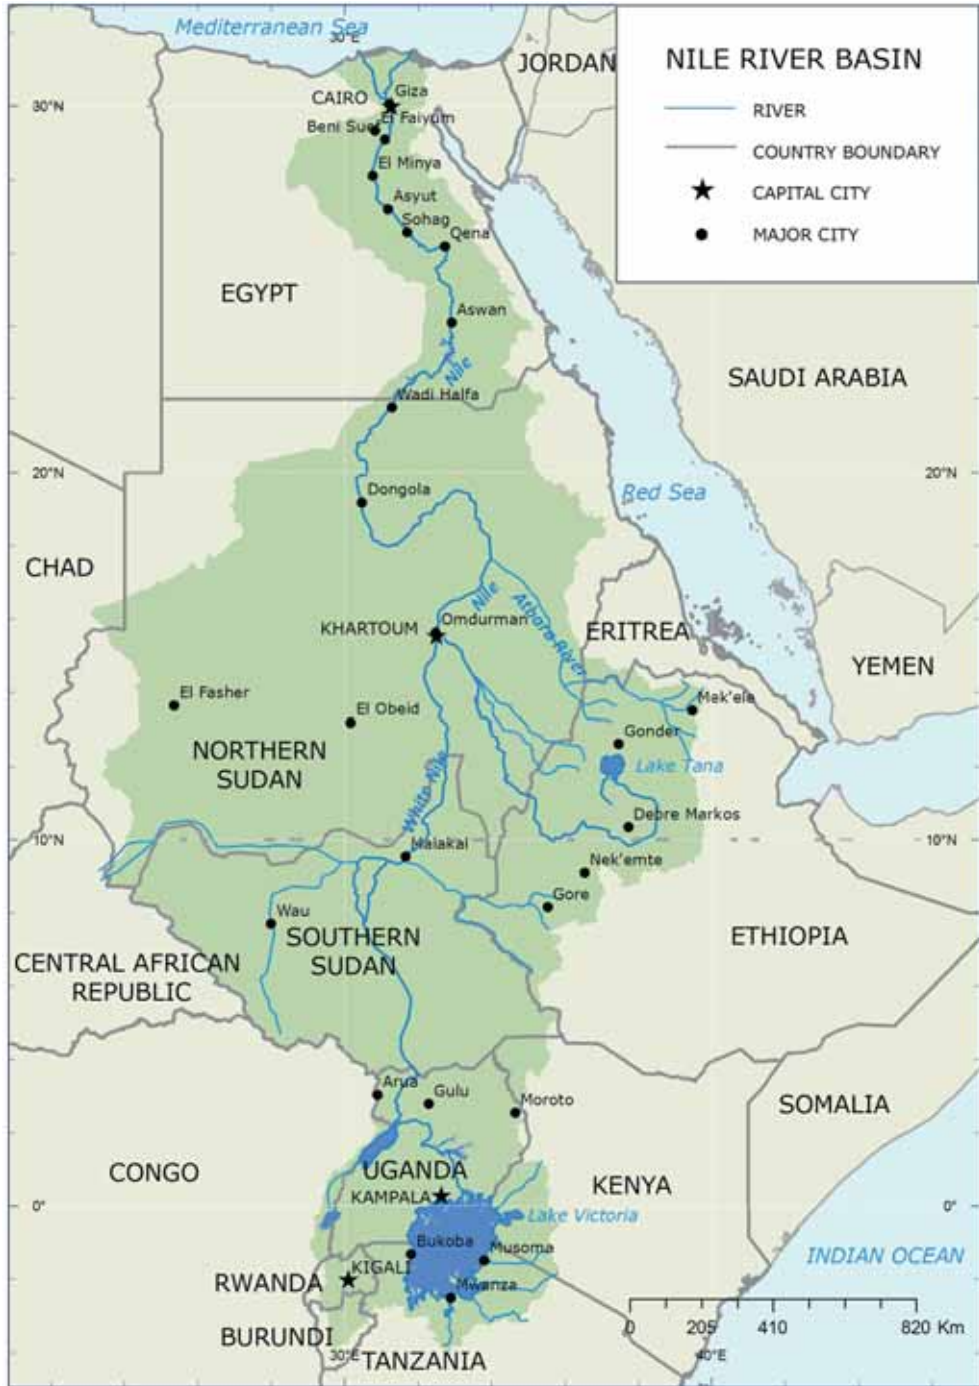 Mediterranean Sea
30°E
JORDAN
NILE RIVER BASIN
RIVER
COUNTRY BOUNDARY
CAPITAL CITY
MAJOR CITY
30°N
CAIRO
Giza
Beni Suef
El Faiyum
El Minya
Asyut
Sohag
Qena
EGYPT
Aswan
Nile
SAUDI ARABIA
Wadi Halfa
20°N
20°N
Dongola
Red Sea
CHAD
Nile
Atbara River
KHARTOUM
Omdurman
ERITREA
YEMEN
El Fasher
El Obeid
Mek'ele
Gonder
NORTHERN
SUDAN
Lake Tana
White Nile
Debre Markos
10°N
10°N
Malakal
Nek'emte
Gore
Wau
SOUTHERN
SUDAN
ETHIOPIA
CENTRAL AFRICAN
REPUBLIC
Arua
Gulu
Moroto
SOMALIA
CONGO
UGANDA
KENYA
KAMPALA
0°
0°
Lake Victoria
Bukoba
Musoma
INDIAN OCEAN
RWANDA
KIGALI
Mwanza
BURUNDI
0 205 410 820 Km
30°E
TANZANIA
40°E